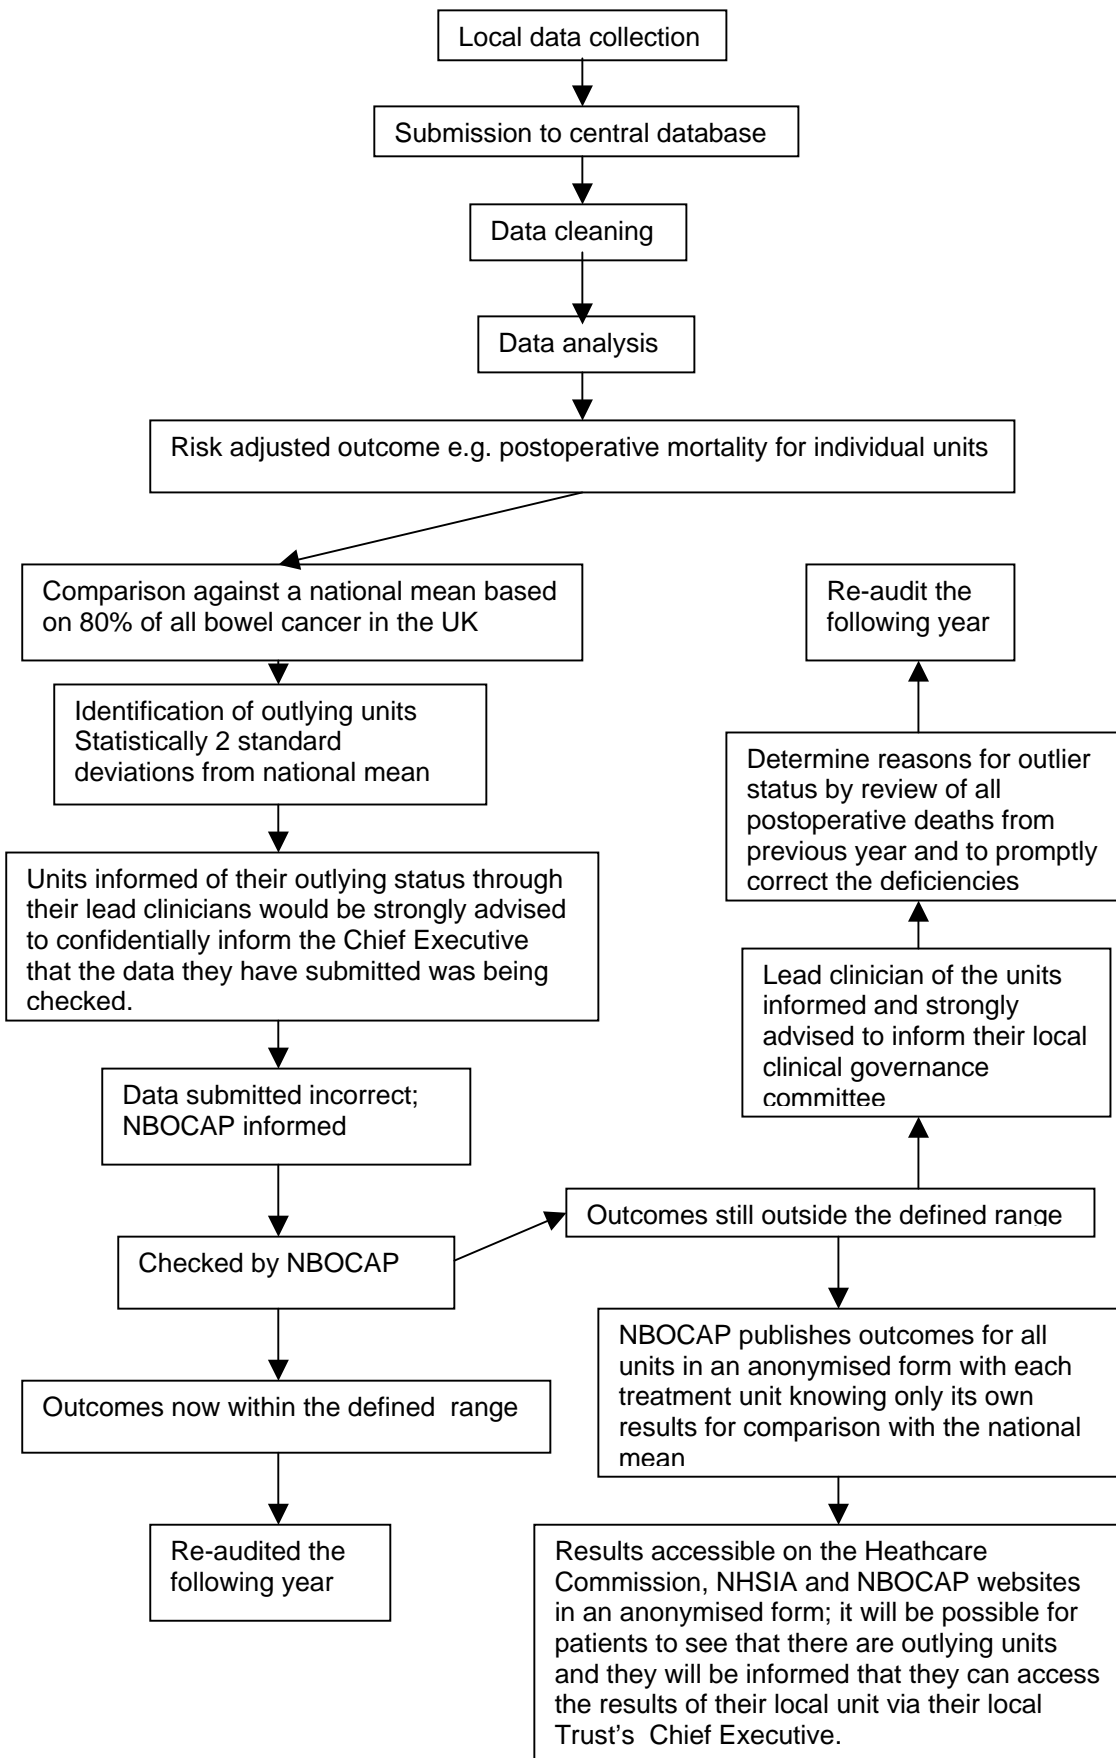 Local data collection
Submission to central database
Data cleaning
Data analysis
Risk adjusted outcome e.g. postoperative mortality for individual units
Comparison against a national mean based
on 80% of all bowel cancer in the UK
Identification of outlying units
Statistically 2 standard
deviations from national mean
Units informed of their outlying status through
their lead clinicians would be strongly advised
to confidentially inform the Chief Executive
that the data they have submitted was being
checked.
Data submitted incorrect;
NBOCAP informed
Checked by NBOCAP
Outcomes now within the defined range
Re-audited the
following year
Re-audit the
following year
Determine reasons for outlier
status by review of all
postoperative deaths from
previous year and to promptly
correct the deficiencies
Lead clinician of the units
informed and strongly
advised to inform their local
clinical governance
committee
Outcomes still outside the defined range
NBOCAP publishes outcomes for all
units in an anonymised form with each
treatment unit knowing only its own
results for comparison with the national
mean
Results accessible on the Heathcare
Commission, NHSIA and NBOCAP websites
in an anonymised form; it will be possible for
patients to see that there are outlying units
and they will be informed that they can access
the results of their local unit via their local
Trust's Chief Executive.